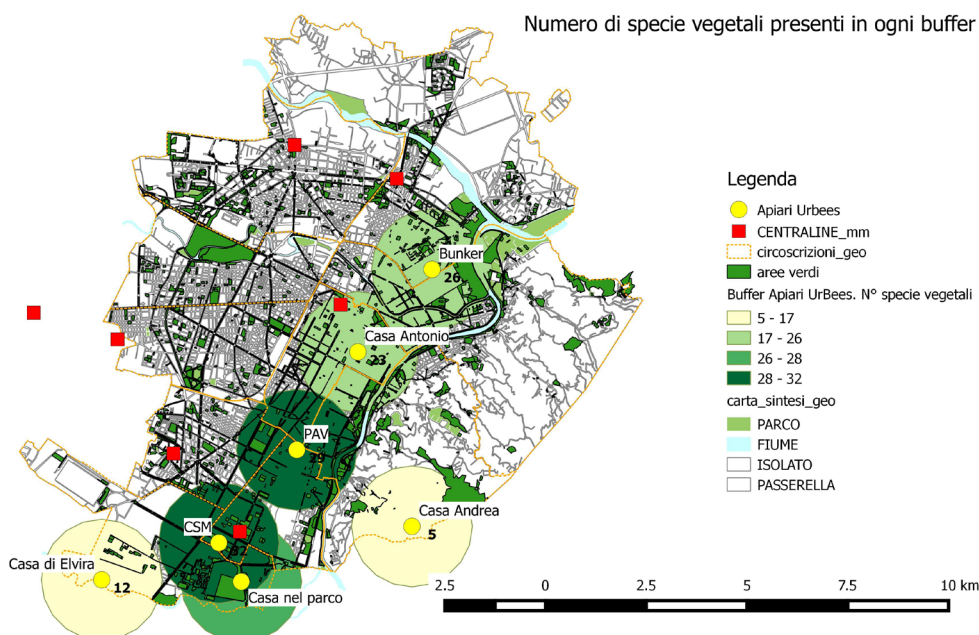 Numero di specie vegetali presenti in ogni buffer
Bunker
26
Casa Antonio
23
PAV
29
Casa Andrea
5
CSM
32
Casa di Elvira
12
Casa nel parco
Legenda
Apiari Urbees
CENTRALINE_mm
circoscrizioni_geo
aree verdi
Buffer Apiari UrBees. N° specie vegetali
5 - 17
17 - 26
26 - 28
28 - 32
carta_sintesi_geo
PARCO
FIUME
ISOLATO
PASSERELLA
2.5 0 2.5 5 7.5 10 km